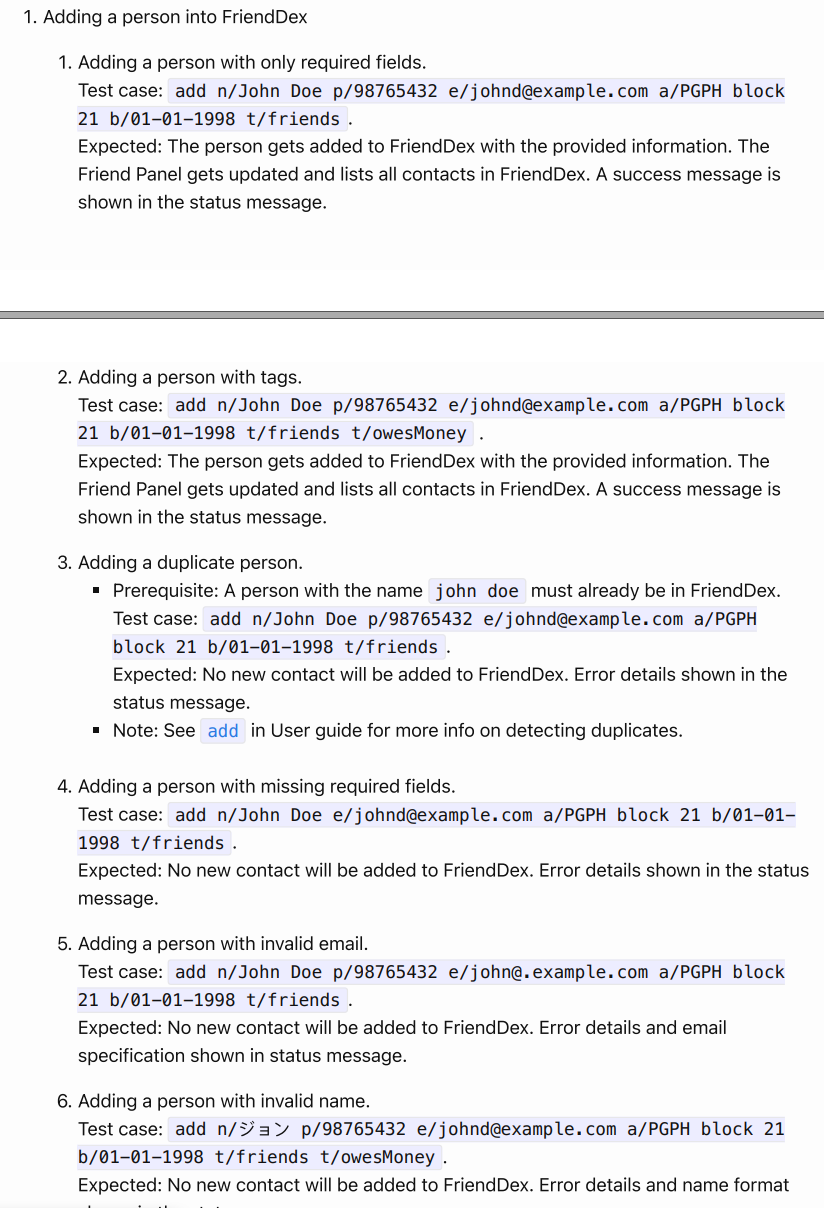 1. Adding a person into FriendDex
1. Adding a person with only required fields.
Test case: add n/John Doe p/98765432 e/johnd@example.com a/PGPH block
21 b/01-01-1998 t/friends .
Expected: The person gets added to FriendDex with the provided information. The
Friend Panel gets updated and lists all contacts in FriendDex. A success message is
shown in the status message.
2. Adding a person with tags.
Test case: add n/John Doe p/98765432 e/johnd@example.com a/PGPH block
21 b/01-01-1998 t/friends t/owesMoney .
Expected: The person gets added to FriendDex with the provided information. The
Friend Panel gets updated and lists all contacts in FriendDex. A success message is
shown in the status message.
3. Adding a duplicate person.
▪ Prerequisite: A person with the name john doe must already be in FriendDex.
Test case: add n/John Doe p/98765432 e/johnd@example.com a/PGPH
block 21 b/01-01-1998 t/friends .
Expected: No new contact will be added to FriendDex. Error details shown in the
status message.
▪ Note: See add in User guide for more info on detecting duplicates.
4. Adding a person with missing required fields.
Test case: add n/John Doe e/johnd@example.com a/PGPH block 21 b/01-01-
1998 t/friends .
Expected: No new contact will be added to FriendDex. Error details shown in the status
message.
5. Adding a person with invalid email.
Test case: add n/John Doe p/98765432 e/john@.example.com a/PGPH block
21 b/01-01-1998 t/friends .
Expected: No new contact will be added to FriendDex. Error details and email
specification shown in status message.
6. Adding a person with invalid name.
Test case: add n/ジョン p/98765432 e/johnd@example.com a/PGPH block 21
b/01-01-1998 t/friends t/owesMoney .
Expected: No new contact will be added to FriendDex. Error details and name format